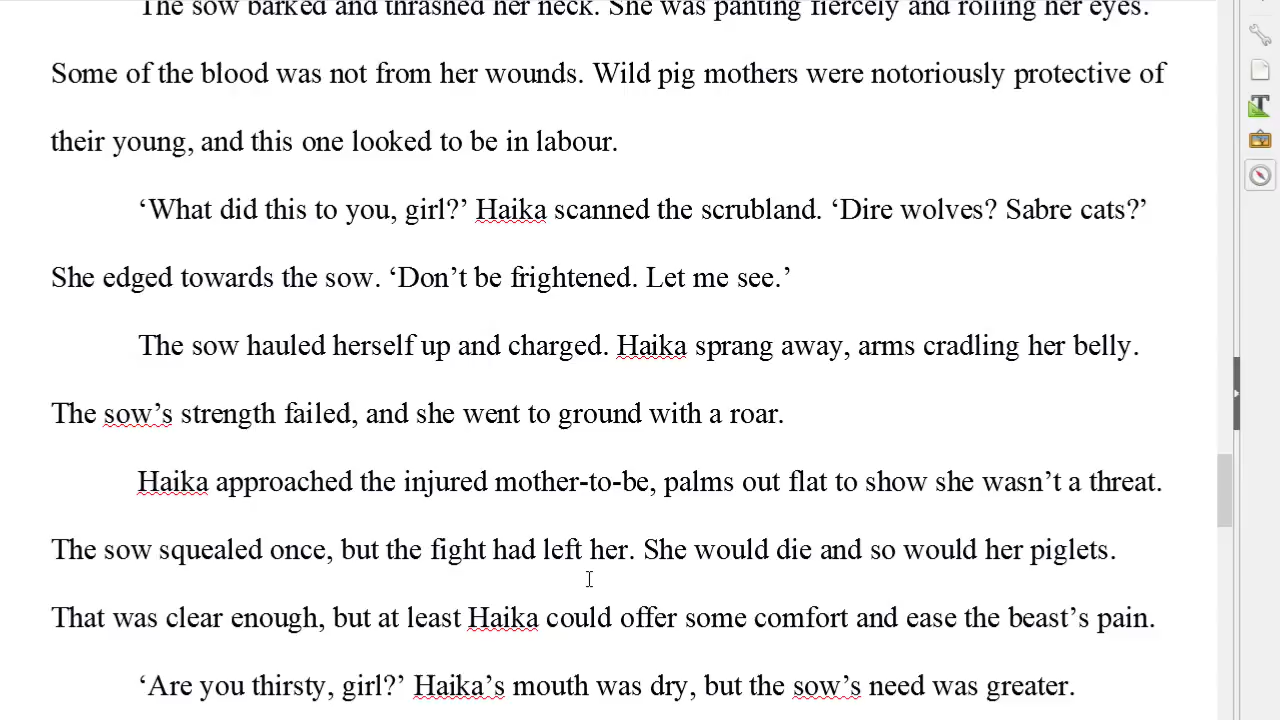 The sow barked and thrashed her neck. She was panting fiercely and rolling her eyes.
Some of the blood was not from her wounds. Wild pig mothers were notoriously protective of
their young, and this one looked to be in labour.
‘What did this to you, girl?’ Haika scanned the scrubland. ‘Dire wolves? Sabre cats?’
She edged towards the sow. ‘Don’t be frightened. Let me see.’
The sow hauled herself up and charged. Haika sprang away, arms cradling her belly.
The sow’s strength failed, and she went to ground with a roar.
Haika approached the injured mother-to-be, palms out flat to show she wasn’t a threat.
The sow squealed once, but the fight had left her. She would die and so would her piglets.
That was clear enough, but at least Haika could offer some comfort and ease the beast’s pain.
‘Are you thirsty, girl?’ Haika’s mouth was dry, but the sow’s need was greater.